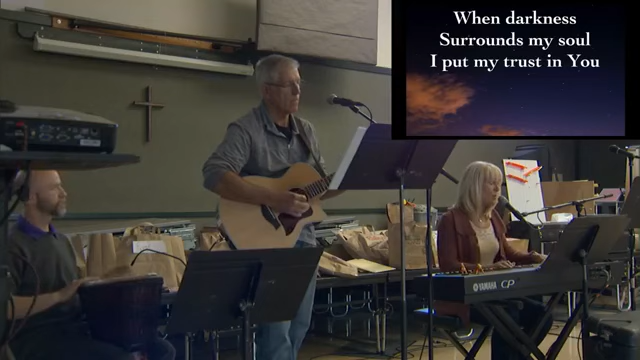 When darkness
Surrounds my soul
I put my trust in You
YAMAHA CP